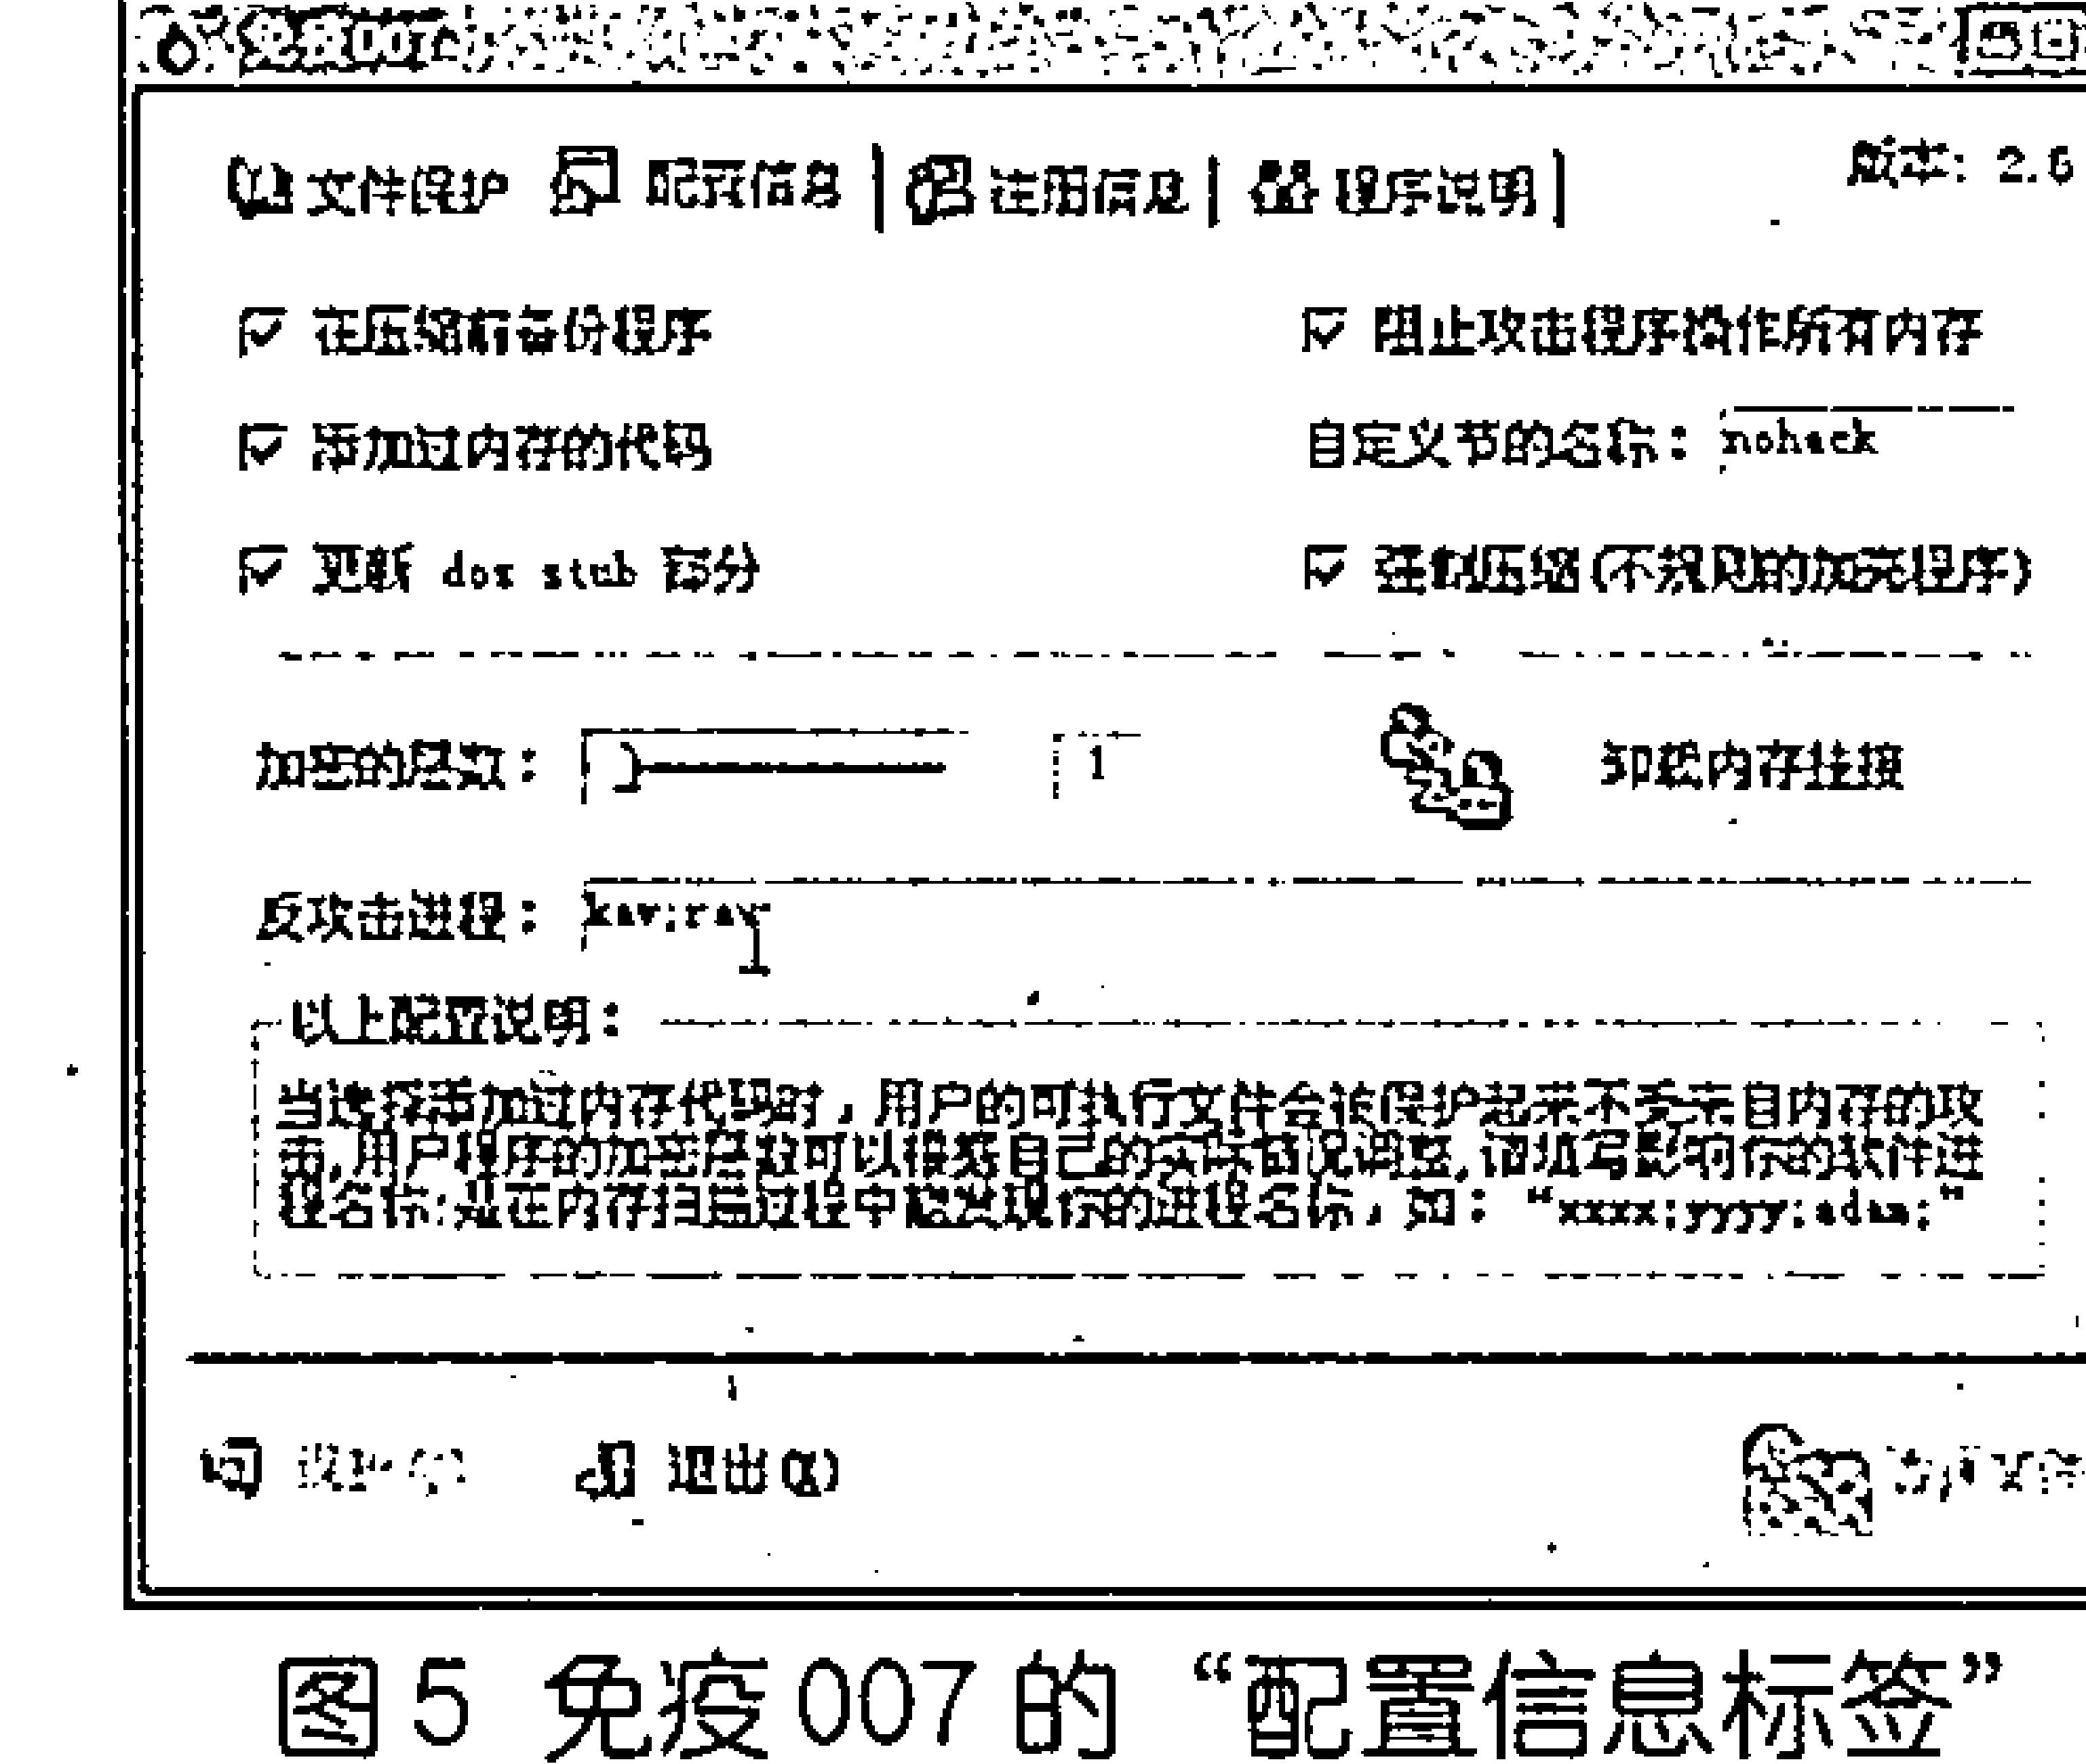 免疫007
文件保护 配置信息 注册信息 程序说明 版本: 2.6
在压缩前备份程序 阻止攻击程序操作所有内存
添加过内存的代码 自定义节的名称: nohack
更新 dos stub 部分 强制压缩(不常见的加壳程序)
加密的层数: 1 卸载内存挂接
反攻击进程: kav;rav
以上配置说明:
当选择添加过内存代码时,用户的可执行文件会被保护起来不受来自内存的攻
击,用户程序的加密层数可以根据自己的实际情况调整,请填写影响你的软件进
程名称;是在内存扫描过程中能发现你的进程名称,如: “xxxx;yyyy;adam;”
退出(X)
图5 免疫007的“配置信息标签”